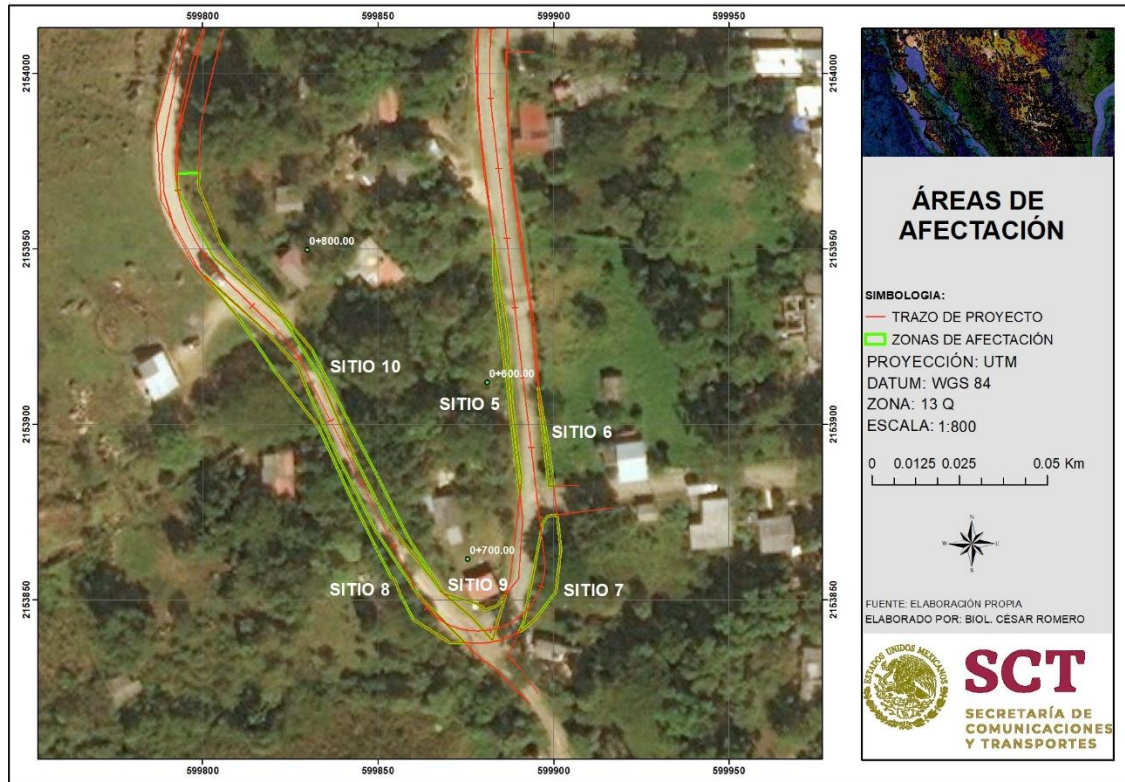 599800
599850
599900
599950
2154000
2154000
2153950
2153950
0+800.00
SITIO 10
0+600.00
SITIO 5
SITIO 6
2153900
2153900
0+700.00
SITIO 9
SITIO 8
SITIO 7
2153850
2153850
599800
599850
599900
599950
ÁREAS DE
AFECTACIÓN
SIMBOLOGIA:
TRAZO DE PROYECTO
ZONAS DE AFECTACIÓN
PROYECCIÓN: UTM
DATUM: WGS 84
ZONA: 13 Q
ESCALA: 1:800
0 0.0125 0.025 0.05 Km
N
W E
S
FUENTE: ELABORACIÓN PROPIA
ELABORADO POR: BIOL. CÉSAR ROMERO
ESTADOS UNIDOS MEXICANOS
SCT
SECRETARÍA DE
COMUNICACIONES
Y TRANSPORTES